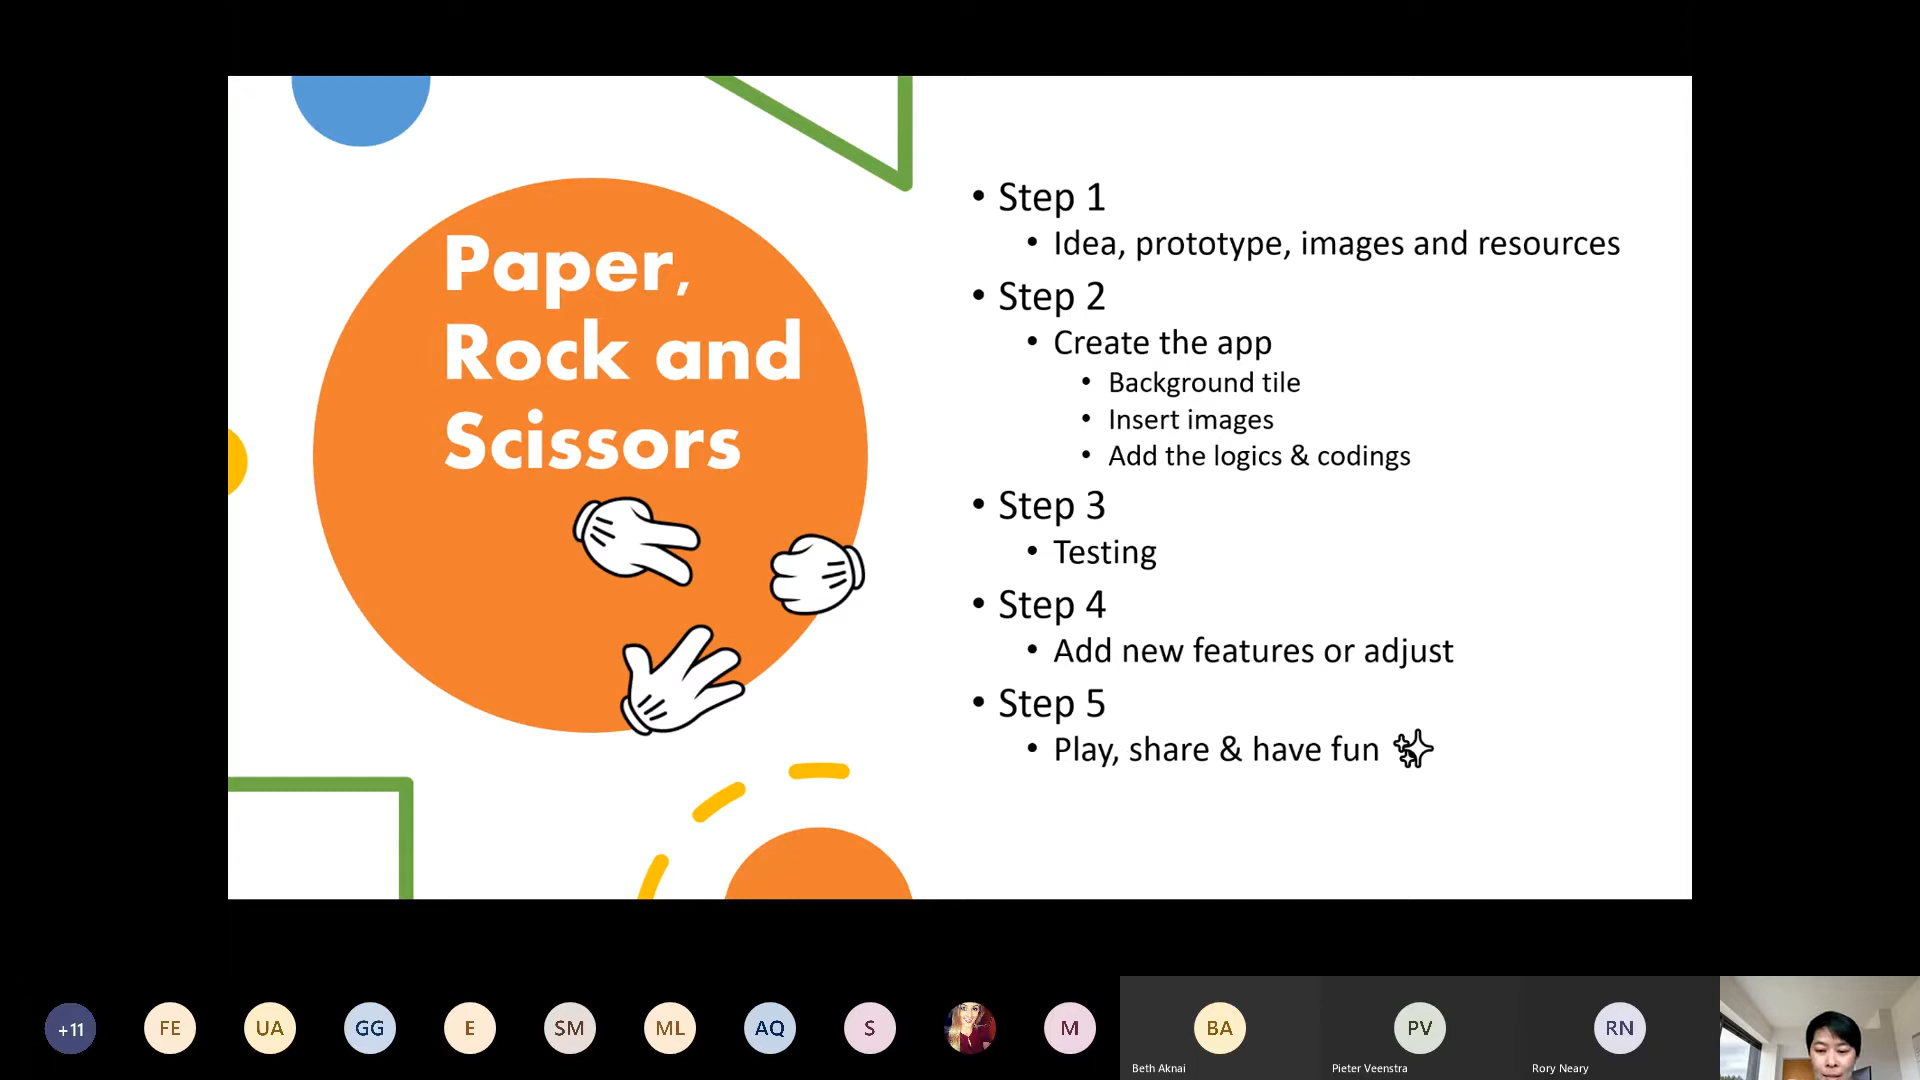 Paper,
Rock and
Scissors
• Step 1
• Idea, prototype, images and resources
• Step 2
• Create the app
• Background tile
• Insert images
• Add the logics & codings
• Step 3
• Testing
• Step 4
• Add new features or adjust
• Step 5
• Play, share & have fun
+11
FE
UA
GG
E
SM
ML
AQ
S
M
BA
PV
RN
Beth Aknai
Pieter Veenstra
Rory Neary